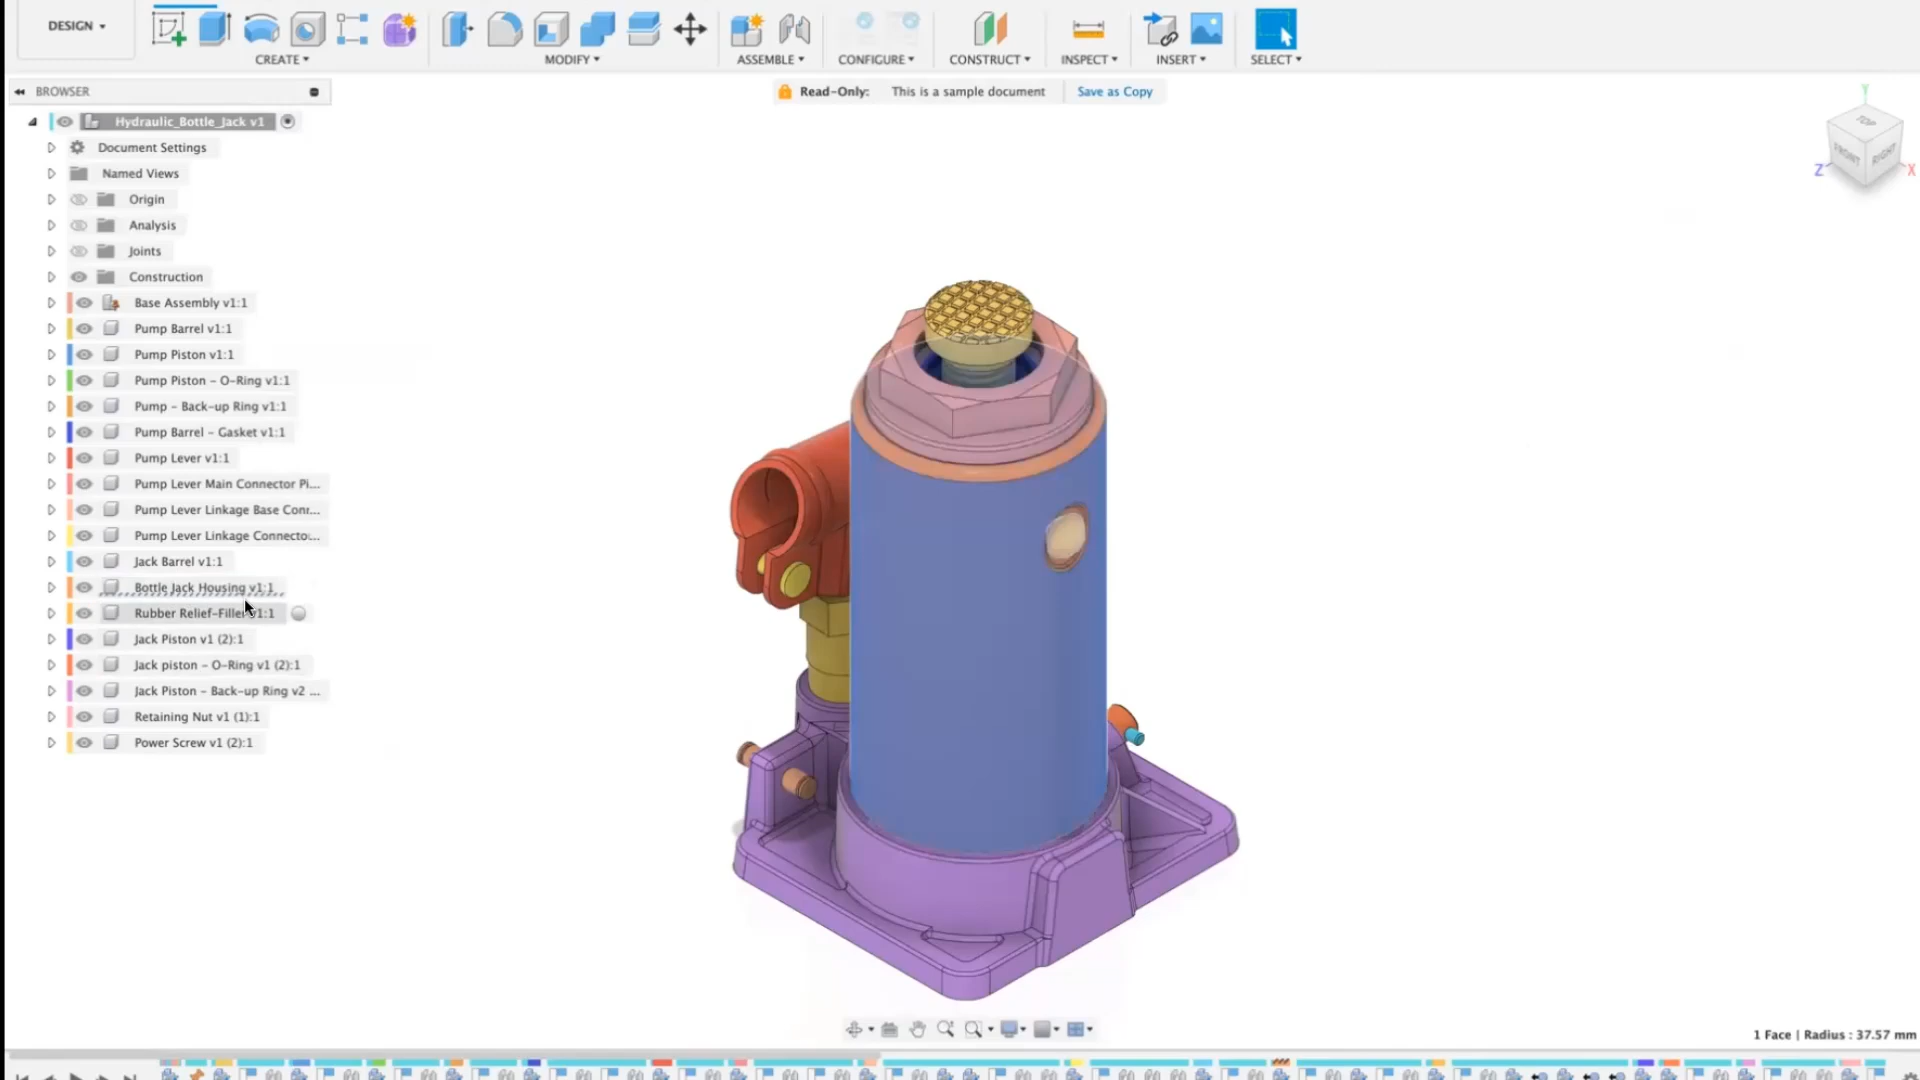 DESIGN
CREATE
MODIFY
ASSEMBLE
CONFIGURE
CONSTRUCT
INSPECT
INSERT
SELECT
BROWSER
Read-Only: This is a sample document Save as Copy
Hydraulic_Bottle_Jack v1
Document Settings
Named Views
Origin
Analysis
Joints
Construction
Base Assembly v1:1
Pump Barrel v1:1
Pump Piston v1:1
Pump Piston - O-Ring v1:1
Pump - Back-up Ring v1:1
Pump Barrel - Gasket v1:1
Pump Lever v1:1
Pump Lever Main Connector Pi...
Pump Lever Linkage Base Conr...
Pump Lever Linkage Connecto...
Jack Barrel v1:1
Bottle Jack Housing v1:1
Rubber Relief-Filler v1:1
Jack Piston v1 (2):1
Jack piston - O-Ring v1 (2):1
Jack Piston - Back-up Ring v2 ...
Retaining Nut v1 (1):1
Power Screw v1 (2):1
Y
TOP
FRONT
RIGHT
Z
X
1 Face | Radius : 37.57 mm